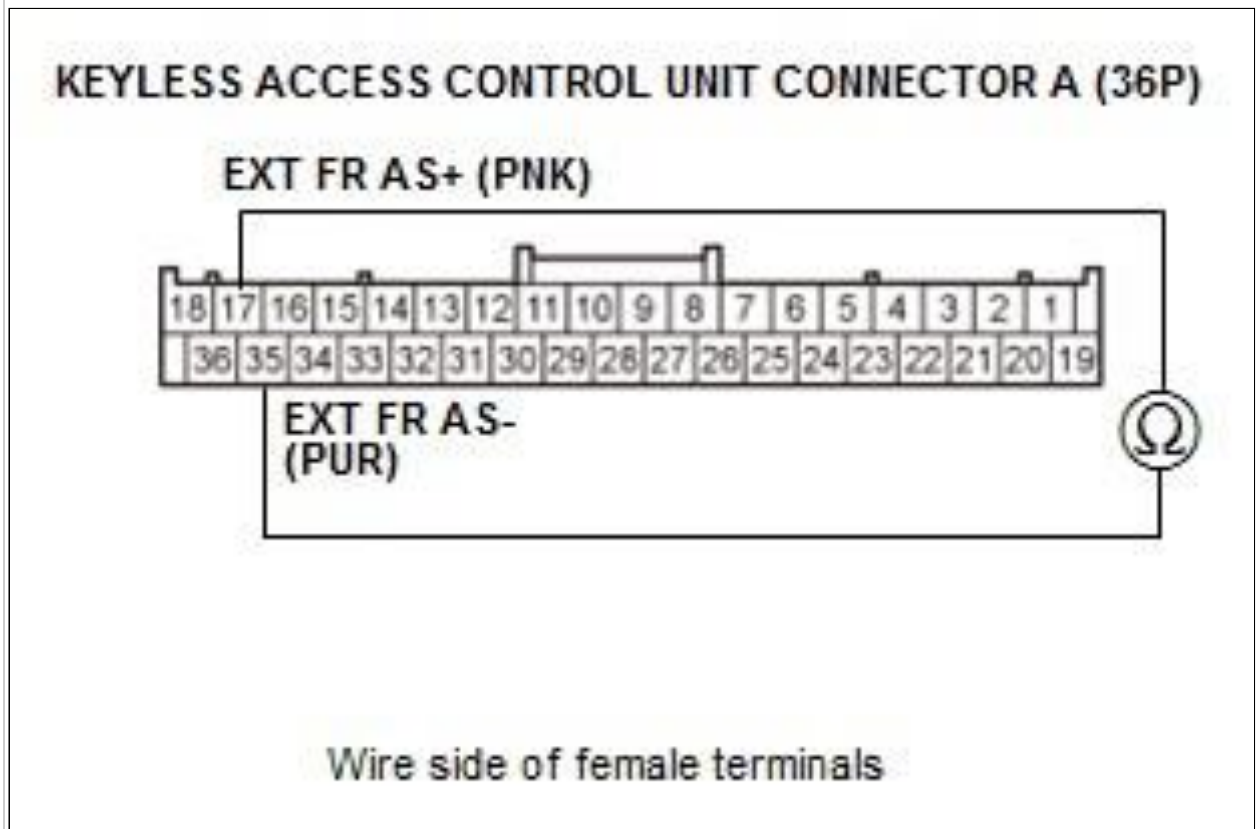 KEYLESS ACCESS CONTROL UNIT CONNECTOR A (36P)
EXT FR AS+ (PNK)
18 17 16 15 14 13 12 11 10 9 8 7 6 5 4 3 2 1
36 35 34 33 32 31 30 29 28 27 26 25 24 23 22 21 20 19
EXT FR AS-
(PUR)
Ω
Wire side of female terminals